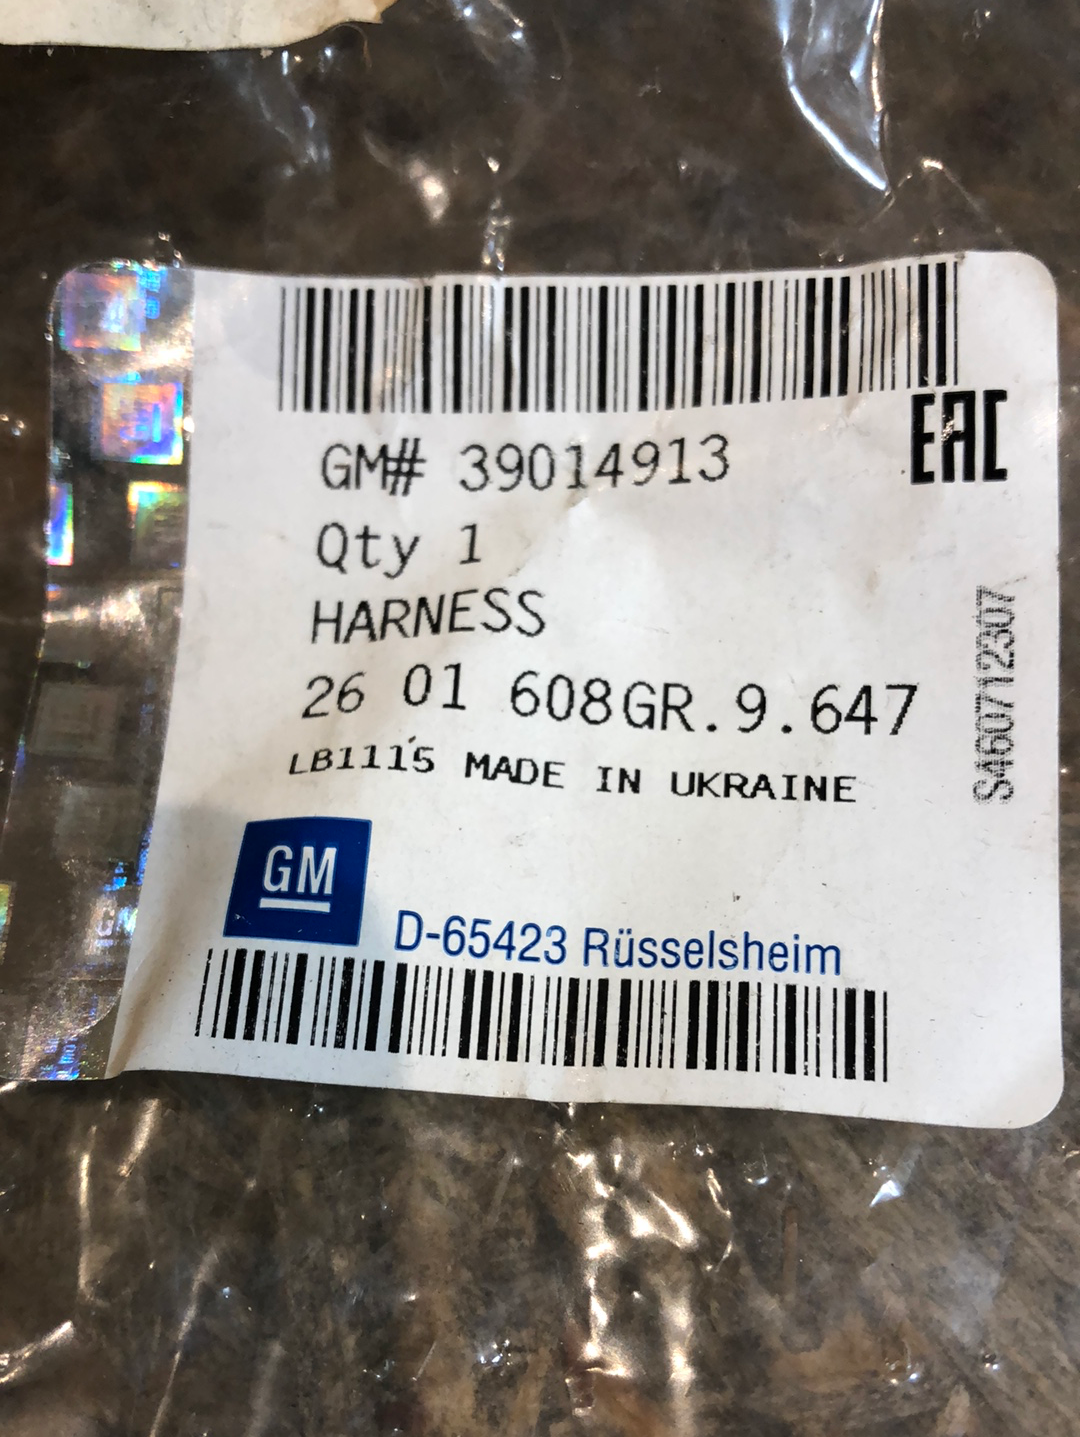 GM# 39014913
EAC
Qty 1
HARNESS
26 01 608GR.9.647
LB1115 MADE IN UKRAINE
S460712307
GM
D-65423 Rüsselsheim